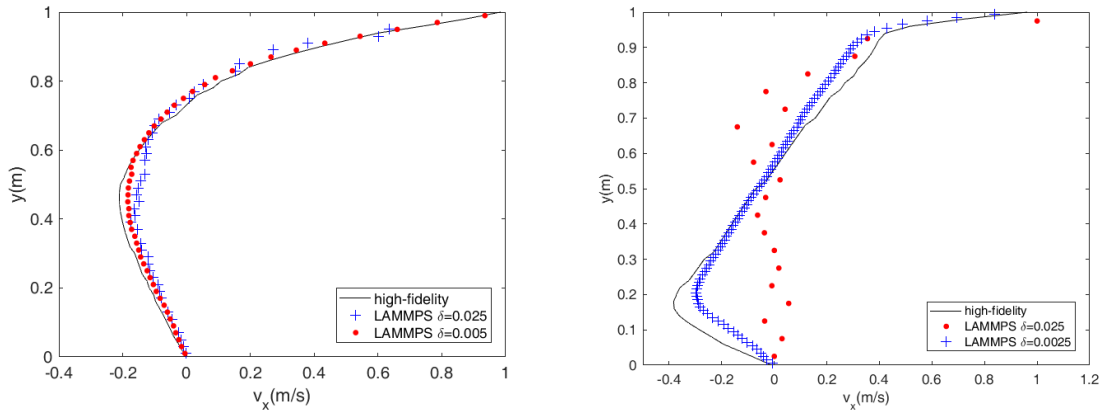 1
0.8
0.6
0.4
0.2
0
y(m)
-0.4 -0.2 0 0.2 0.4 0.6 0.8 1
v_x(m/s)
high-fidelity
LAMMPS δ=0.025
LAMMPS δ=0.005
1
0.9
0.8
0.7
0.6
0.5
0.4
0.3
0.2
0.1
0
y(m)
-0.4 -0.2 0 0.2 0.4 0.6 0.8 1 1.2
v_x(m/s)
high-fidelity
LAMMPS δ=0.025
LAMMPS δ=0.0025